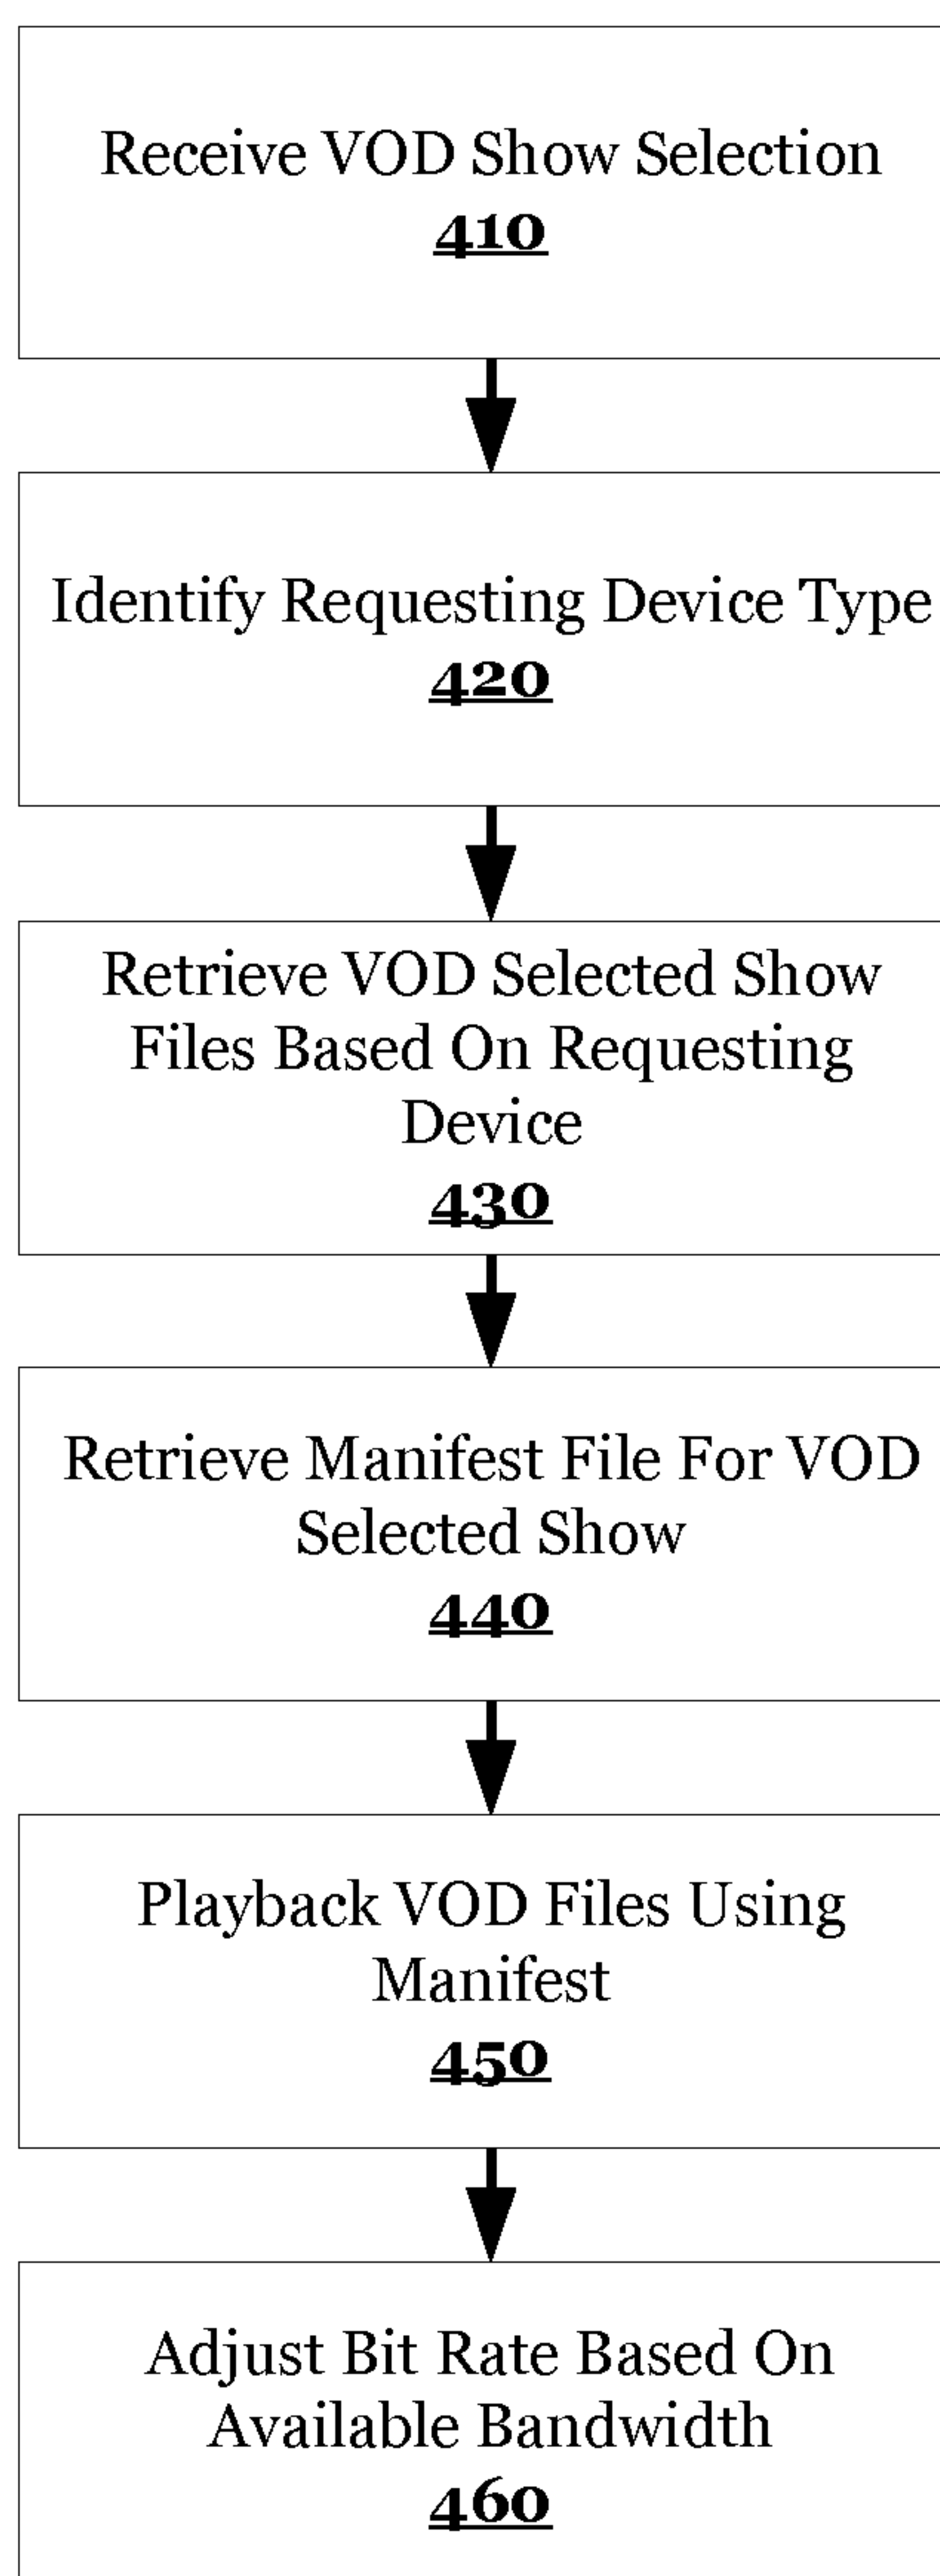 Receive VOD Show Selection
410
Identify Requesting Device Type
420
Retrieve VOD Selected Show
Files Based On Requesting
Device
430
Retrieve Manifest File For VOD
Selected Show
440
Playback VOD Files Using
Manifest
450
Adjust Bit Rate Based On
Available Bandwidth
460